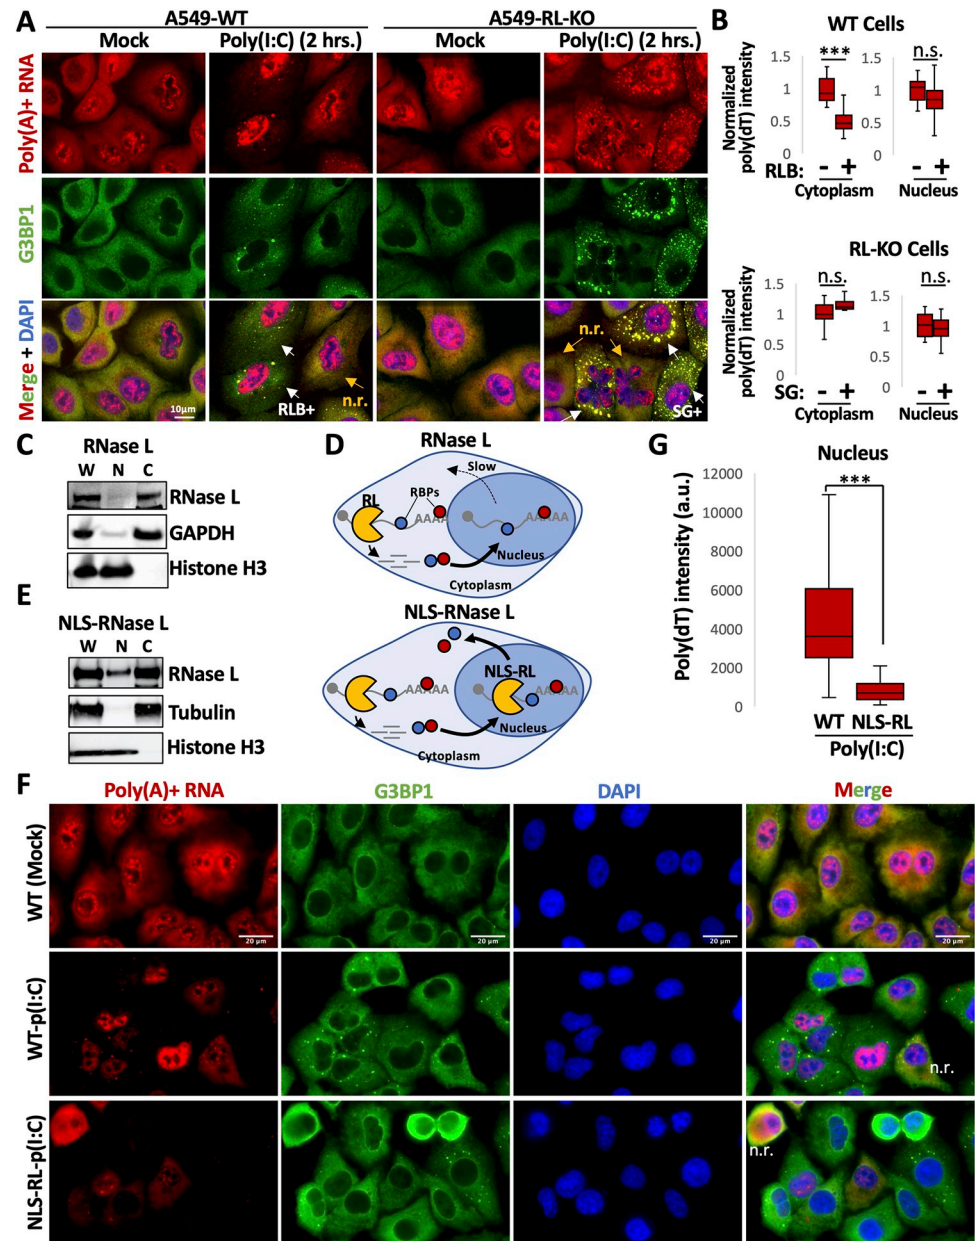 A
A549-WT
A549-RL-KO
Mock
Poly(I:C) (2 hrs.)
Mock
Poly(I:C) (2 hrs.)
Poly(A)+ RNA
G3BP1
Merge + DAPI
10µm
RLB+
n.r.
n.r.
SG+
B
WT Cells
Normalized
poly(dT) intensity
1.5
1
0.5
0
***
1.5
1
0.5
0
n.s.
RLB:
- +
- +
Cytoplasm
Nucleus
RL-KO Cells
Normalized
poly(dT) intensity
1.5
1
0.5
0
n.s.
1.5
1
0.5
0
n.s.
SG:
- +
- +
Cytoplasm
Nucleus
C
RNase L
W N C
RNase L
GAPDH
Histone H3
D
RNase L
Slow
RL
RBPs
AAAAA
AAAAA
Nucleus
Cytoplasm
E
NLS-RNase L
W N C
RNase L
Tubulin
Histone H3
NLS-RNase L
NLS-RL
AAAAA
AAAAA
Nucleus
Cytoplasm
G
Nucleus
Poly(dT) intensity (a.u.)
12000
10000
8000
6000
4000
2000
0
***
WT NLS-RL
Poly(I:C)
F
Poly(A)+ RNA
G3BP1
DAPI
Merge
WT (Mock)
20 µm
20 µm
20 µm
20 µm
WT-p(I:C)
n.r.
NLS-RL-p(I:C)
n.r.